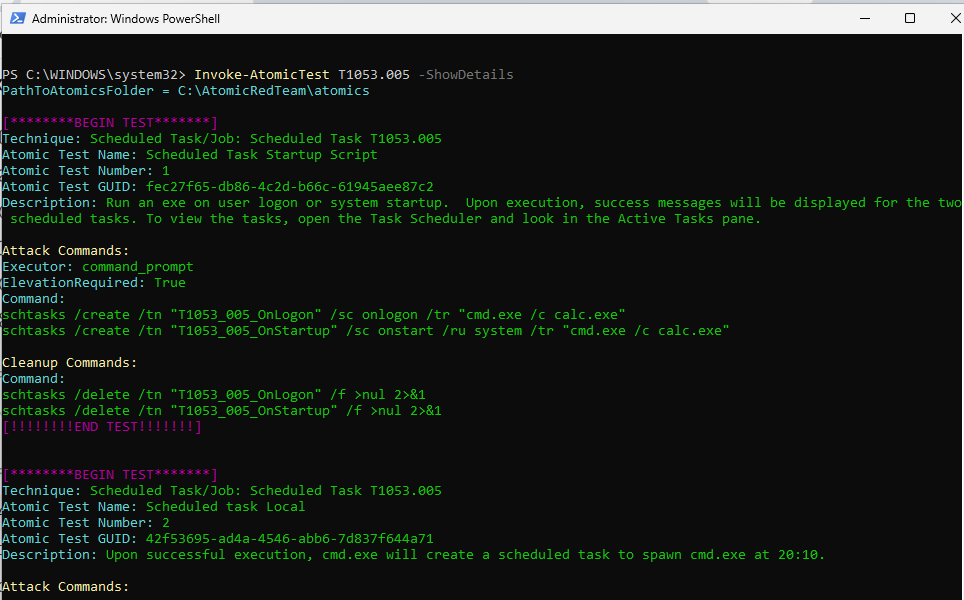 Administrator: Windows PowerShell
PS C:\WINDOWS\system32> Invoke-AtomicTest T1053.005 -ShowDetails
PathToAtomicsFolder = C:\AtomicRedTeam\atomics
[********BEGIN TEST*******]
Technique: Scheduled Task/Job: Scheduled Task T1053.005
Atomic Test Name: Scheduled Task Startup Script
Atomic Test Number: 1
Atomic Test GUID: fec27f65-db86-4c2d-b66c-61945aee87c2
Description: Run an exe on user logon or system startup.  Upon execution, success messages will be displayed for the two
scheduled tasks. To view the tasks, open the Task Scheduler and look in the Active Tasks pane.
Attack Commands:
Executor: command_prompt
ElevationRequired: True
Command:
schtasks /create /tn "T1053_005_OnLogon" /sc onlogon /tr "cmd.exe /c calc.exe"
schtasks /create /tn "T1053_005_OnStartup" /sc onstart /ru system /tr "cmd.exe /c calc.exe"
Cleanup Commands:
Command:
schtasks /delete /tn "T1053_005_OnLogon" /f >nul 2>&1
schtasks /delete /tn "T1053_005_OnStartup" /f >nul 2>&1
[!!!!!!!!END TEST!!!!!!!]
[********BEGIN TEST*******]
Technique: Scheduled Task/Job: Scheduled Task T1053.005
Atomic Test Name: Scheduled task Local
Atomic Test Number: 2
Atomic Test GUID: 42f53695-ad4a-4546-abb6-7d837f644a71
Description: Upon successful execution, cmd.exe will create a scheduled task to spawn cmd.exe at 20:10.
Attack Commands: